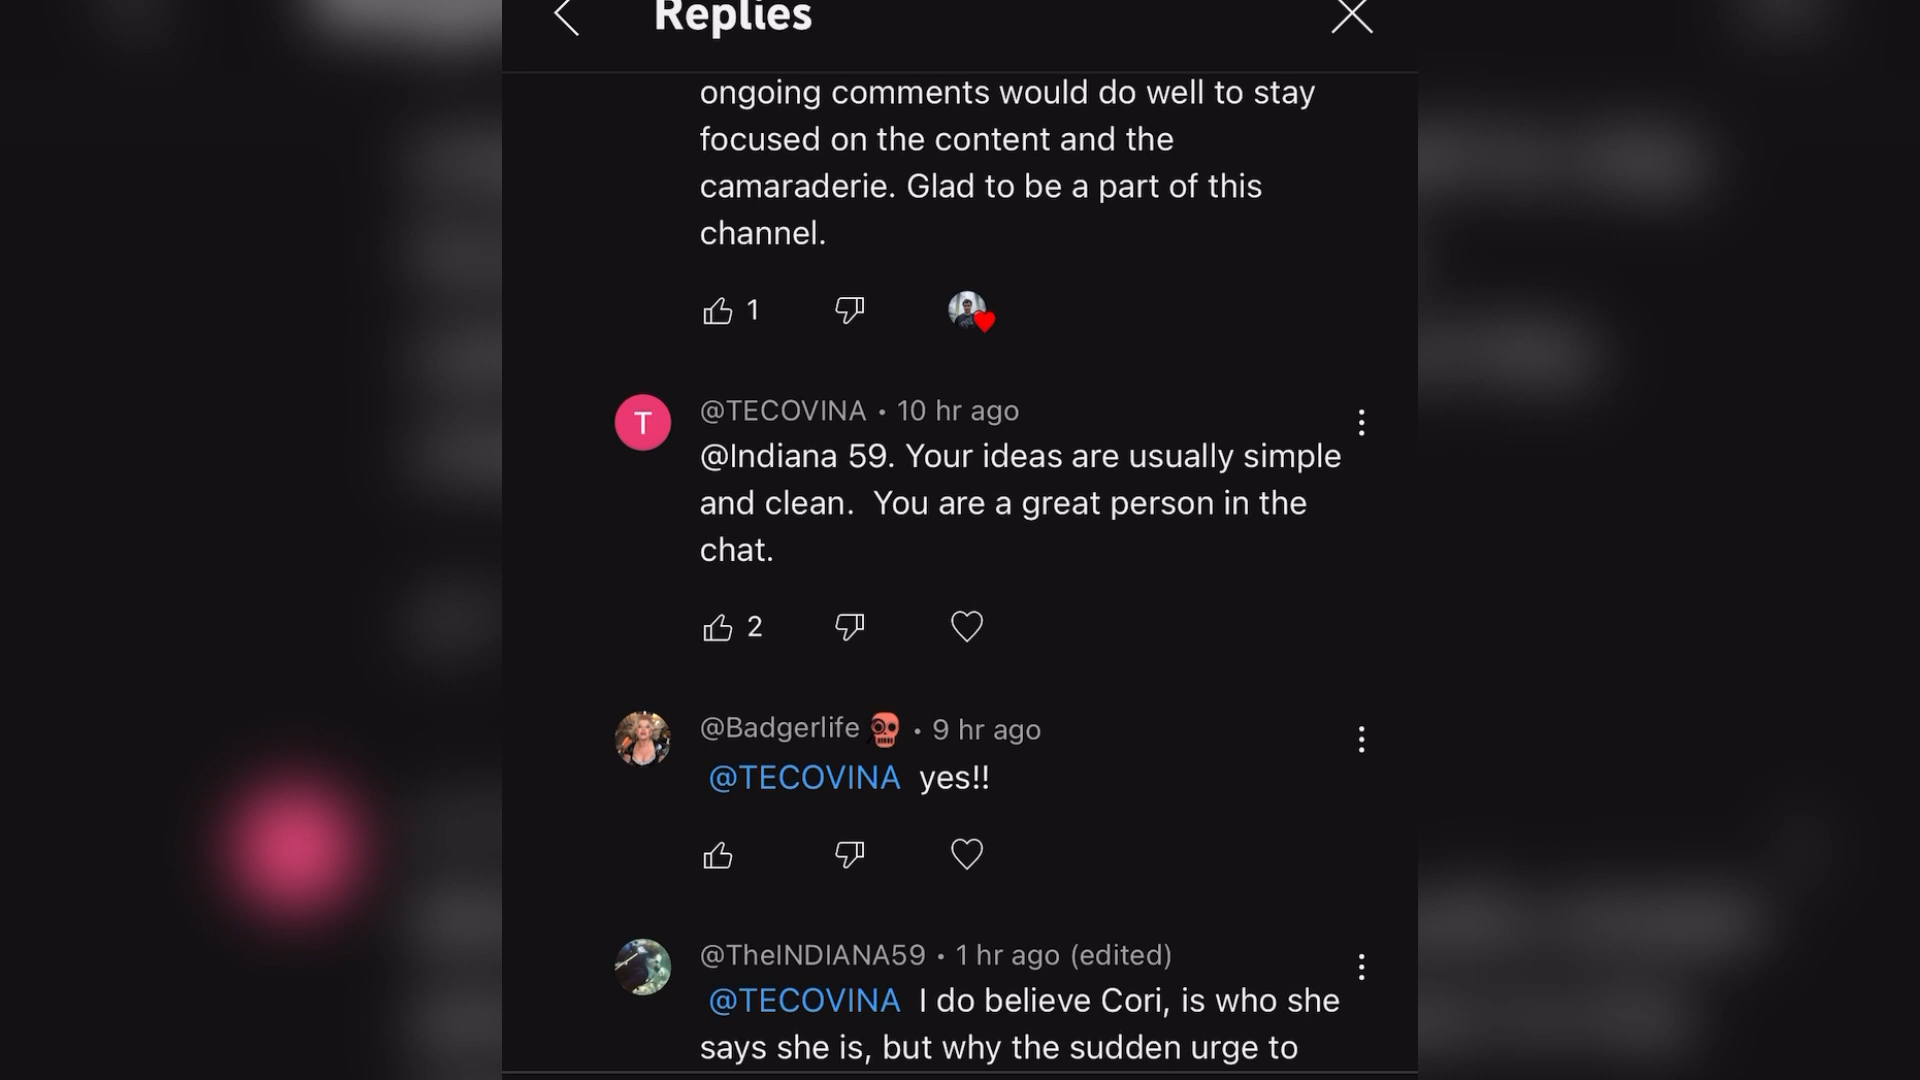 Replies
ongoing comments would do well to stay
focused on the content and the
camaraderie. Glad to be a part of this
channel.
1
T
@TECOVINA • 10 hr ago
@Indiana 59. Your ideas are usually simple
and clean.  You are a great person in the
chat.
2
@Badgerlife • 9 hr ago
@TECOVINA yes!!
@TheINDIANA59 • 1 hr ago (edited)
@TECOVINA I do believe Cori, is who she
says she is, but why the sudden urge to